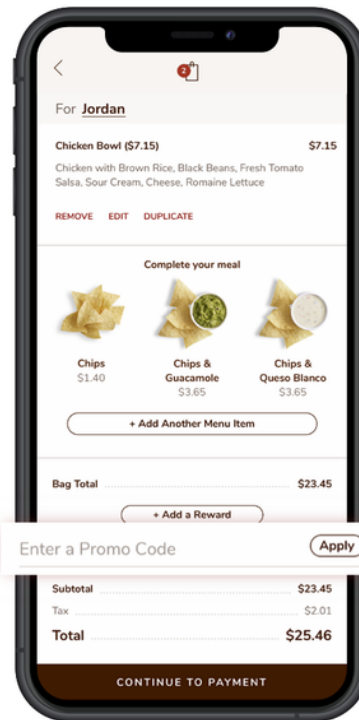 2
For Jordan
Chicken Bowl ($7.15) $7.15
Chicken with Brown Rice, Black Beans, Fresh Tomato
Salsa, Sour Cream, Cheese, Romaine Lettuce
REMOVE EDIT DUPLICATE
Complete your meal
Chips
$1.40
Chips &
Guacamole
$3.65
Chips &
Queso Blanco
$3.65
+ Add Another Menu Item
Bag Total $23.45
+ Add a Reward
Enter a Promo Code Apply
Subtotal $23.45
Tax $2.01
Total $25.46
CONTINUE TO PAYMENT